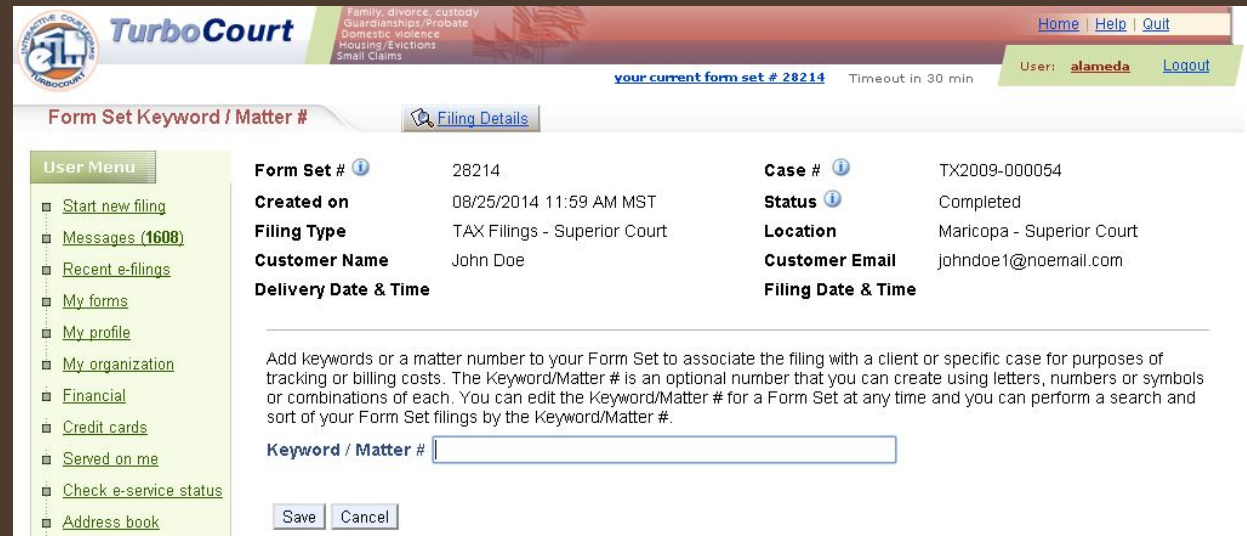 INTERACTIVE COURT FORMS
elm
TURBOCOURT
TurboCourt
Family, divorce, custody
Guardianships/Probate
Domestic violence
Housing/Evictions
Small Claims
Home | Help | Quit
your current form set # 28214 Timeout in 30 min
User: alameda Logout
Form Set Keyword / Matter #
Filing Details
User Menu
Start new filing
Messages (1608)
Recent e-filings
My forms
My profile
My organization
Financial
Credit cards
Served on me
Check e-service status
Address book
Form Set # 28214 Case # TX2009-000054
Created on 08/25/2014 11:59 AM MST Status Completed
Filing Type TAX Filings - Superior Court Location Maricopa - Superior Court
Customer Name John Doe Customer Email johndoe1@noemail.com
Delivery Date & Time Filing Date & Time
Add keywords or a matter number to your Form Set to associate the filing with a client or specific case for purposes of
tracking or billing costs. The Keyword/Matter # is an optional number that you can create using letters, numbers or symbols
or combinations of each. You can edit the Keyword/Matter # for a Form Set at any time and you can perform a search and
sort of your Form Set filings by the Keyword/Matter #.
Keyword / Matter #
Save Cancel